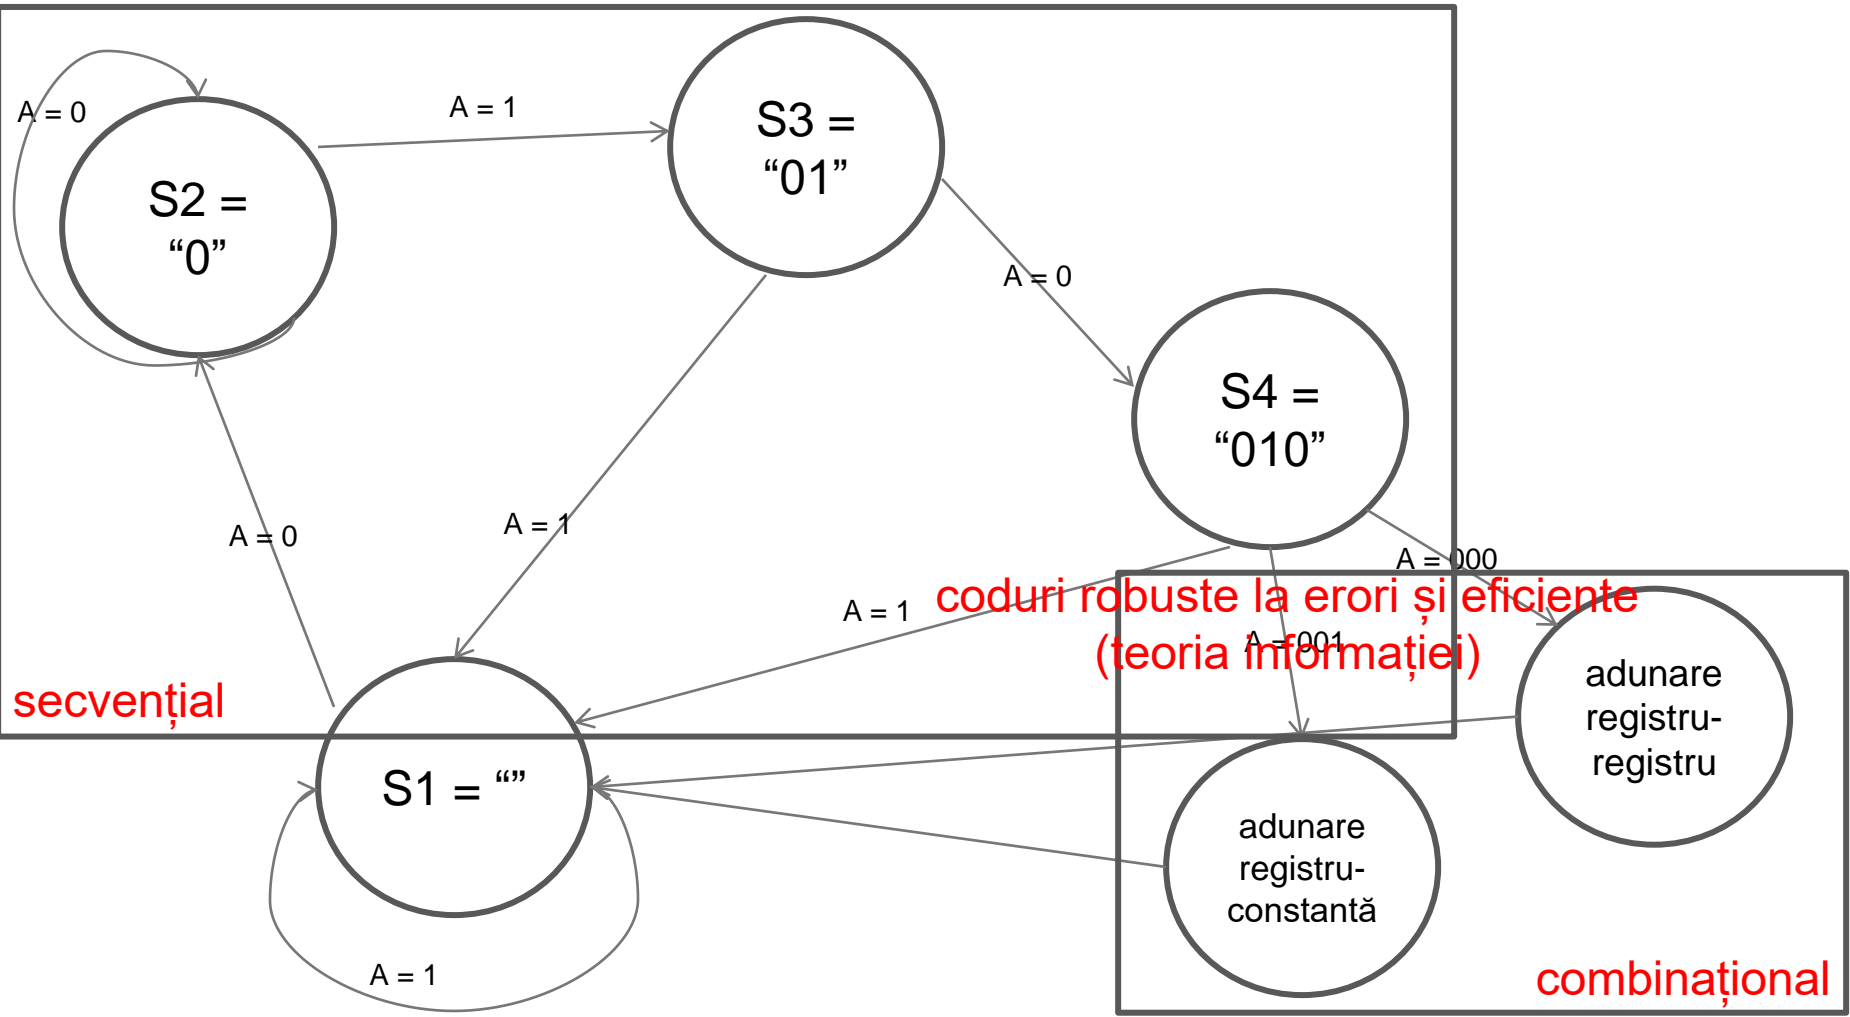 A = 0
A = 1
S3 =
“01”
S2 =
“0”
A = 0
S4 =
“010”
A = 0
A = 1
A = 000
A = 1
coduri robuste la erori și eficiente
(teoria informației)
A = 001
secvențial
S1 = “”
adunare
registru-
registru
adunare
registru-
constantă
A = 1
combinațional